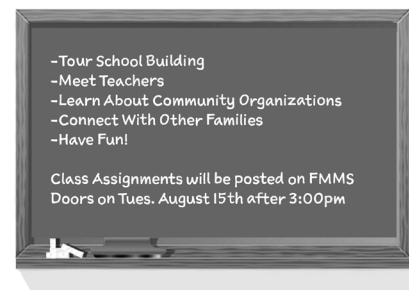 -Tour School Building
-Meet Teachers
-Learn About Community Organizations
-Connect With Other Families
-Have Fun!
Class Assignments will be posted on FMMS
Doors on Tues. August 15th after 3:00pm